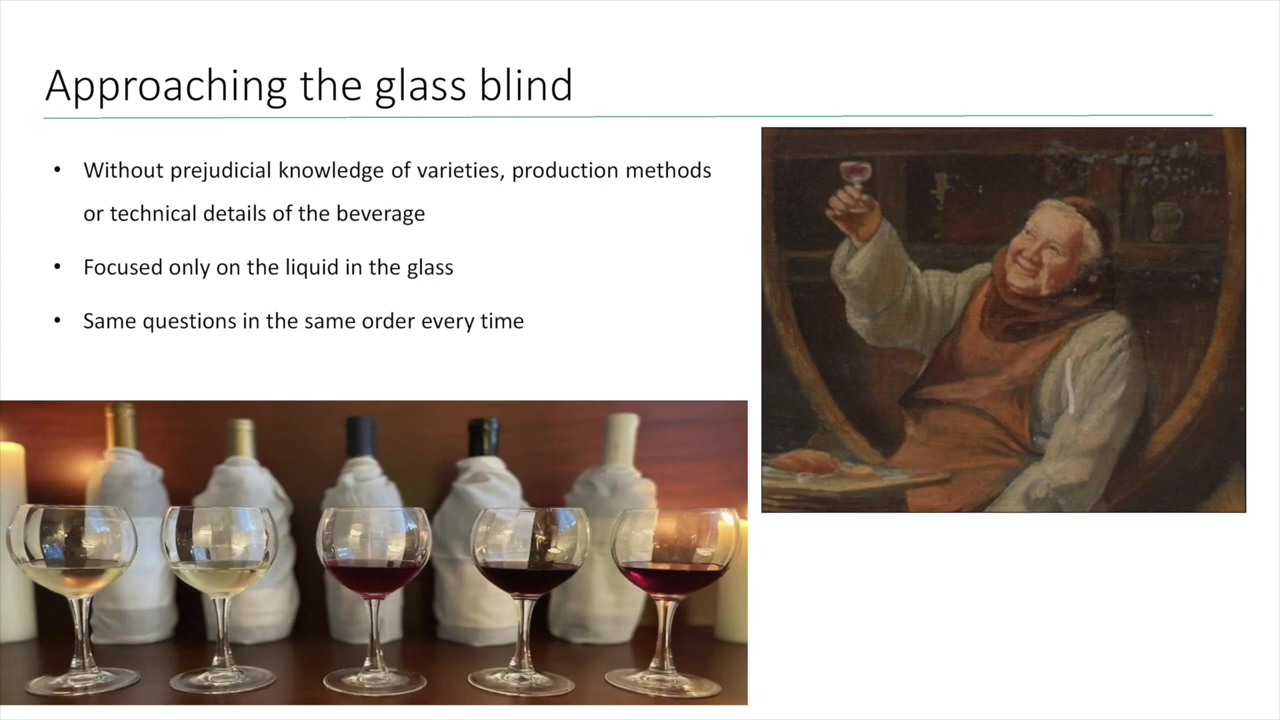 Approaching the glass blind
• Without prejudicial knowledge of varieties, production methods
or technical details of the beverage
• Focused only on the liquid in the glass
• Same questions in the same order every time